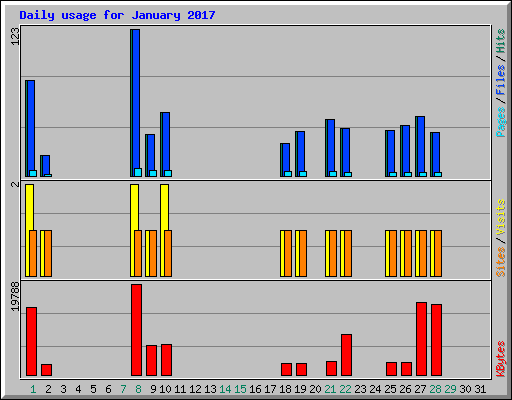 Daily usage for January 2017
123
Pages / Files / Hits
2
Sites / Visits
19788
KBytes
1 2 3 4 5 6 7 8 9 10 11 12 13 14 15 16 17 18 19 20 21 22 23 24 25 26 27 28 29 30 31